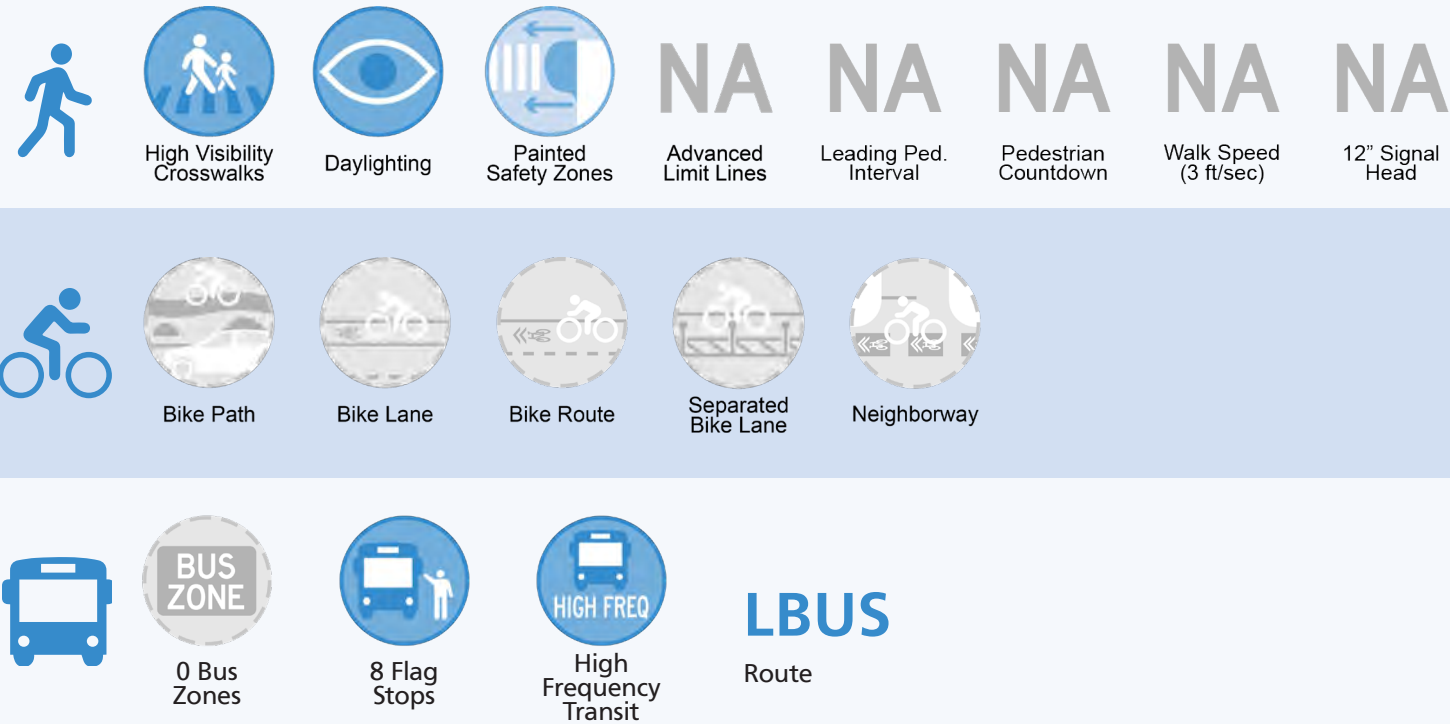 NA NA NA NA NA
High Visibility
Crosswalks
Daylighting
Painted
Safety Zones
Advanced
Limit Lines
Leading Ped.
Interval
Pedestrian
Countdown
Walk Speed
(3 ft/sec)
12” Signal
Head
Bike Path
Bike Lane
Bike Route
Separated
Bike Lane
Neighborway
BUS
ZONE
0 Bus
Zones
8 Flag
Stops
HIGH FREQ
High
Frequency
Transit
LBUS
Route